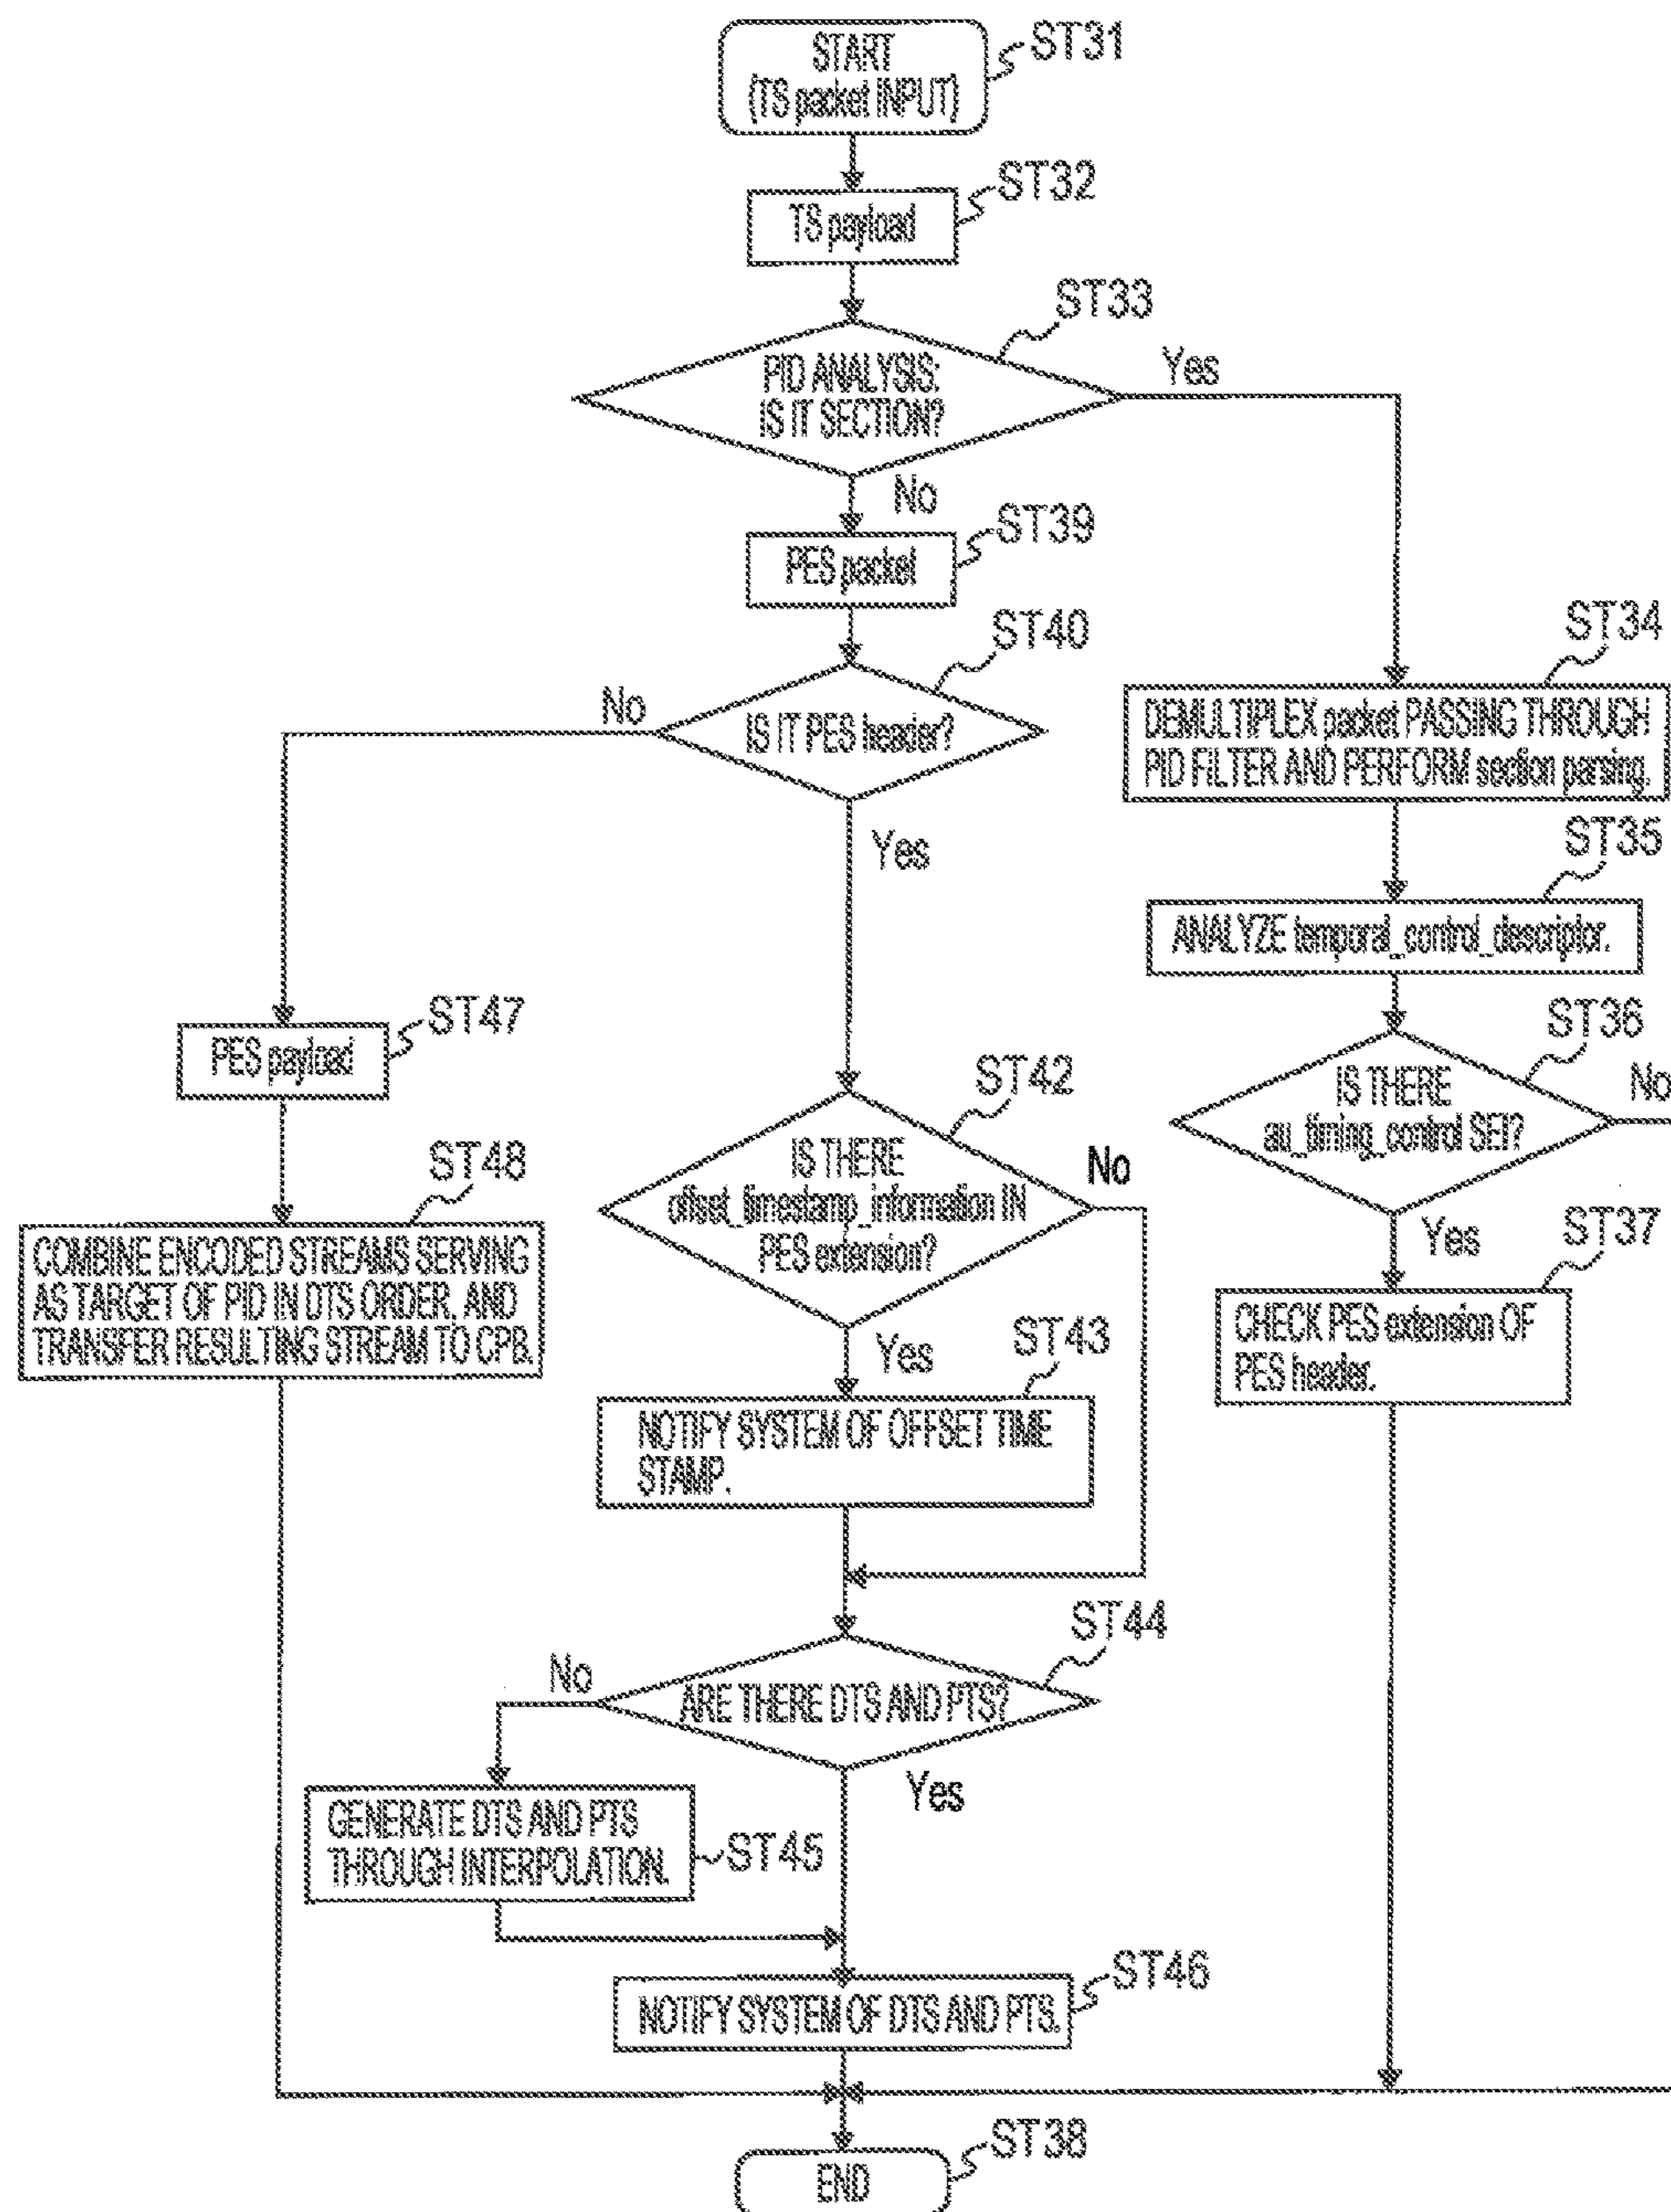 START
(TS packet INPUT)
ST31
TS payload
ST32
PID ANALYSIS:
IS IT SECTION?
ST33
Yes
No
PES packet
ST39
IS IT PES header?
ST40
No
Yes
DEMULTIPLEX packet PASSING THROUGH
PID FILTER AND PERFORM section parsing.
ST34
ANALYZE temporal_control_descriptor.
ST35
IS THERE
au_timing_control SEI?
ST36
No
Yes
CHECK PES extension OF
PES header.
ST37
PES payload
ST47
COMBINE ENCODED STREAMS SERVING
AS TARGET OF PID IN DTS ORDER, AND
TRANSFER RESULTING STREAM TO CPB.
ST48
IS THERE
offset_timestamp_information IN
PES extension?
ST42
No
Yes
NOTIFY SYSTEM OF OFFSET TIME
STAMP.
ST43
ARE THERE DTS AND PTS?
ST44
No
Yes
GENERATE DTS AND PTS
THROUGH INTERPOLATION.
ST45
NOTIFY SYSTEM OF DTS AND PTS.
ST46
END
ST38